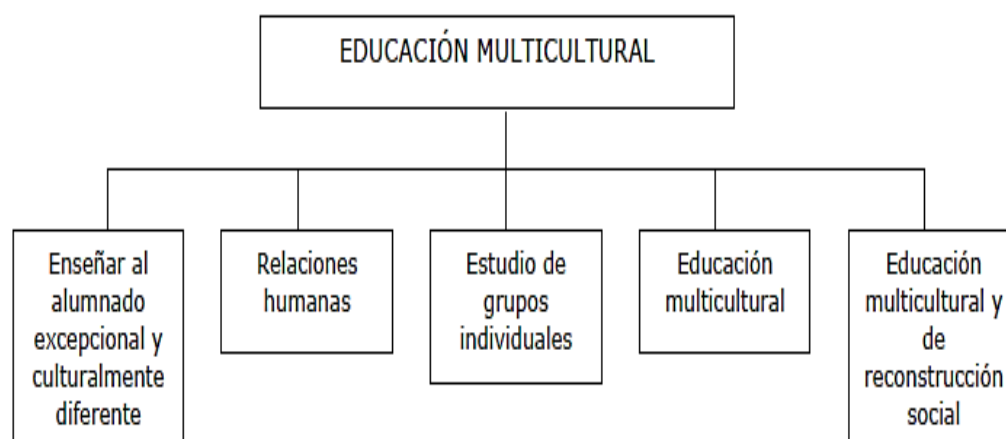 EDUCACIÓN MULTICULTURAL
Enseñar al
alumnado
excepcional y
culturalmente
diferente
Relaciones
humanas
Estudio de
grupos
individuales
Educación
multicultural
Educación
multicultural y
de
reconstrucción
social